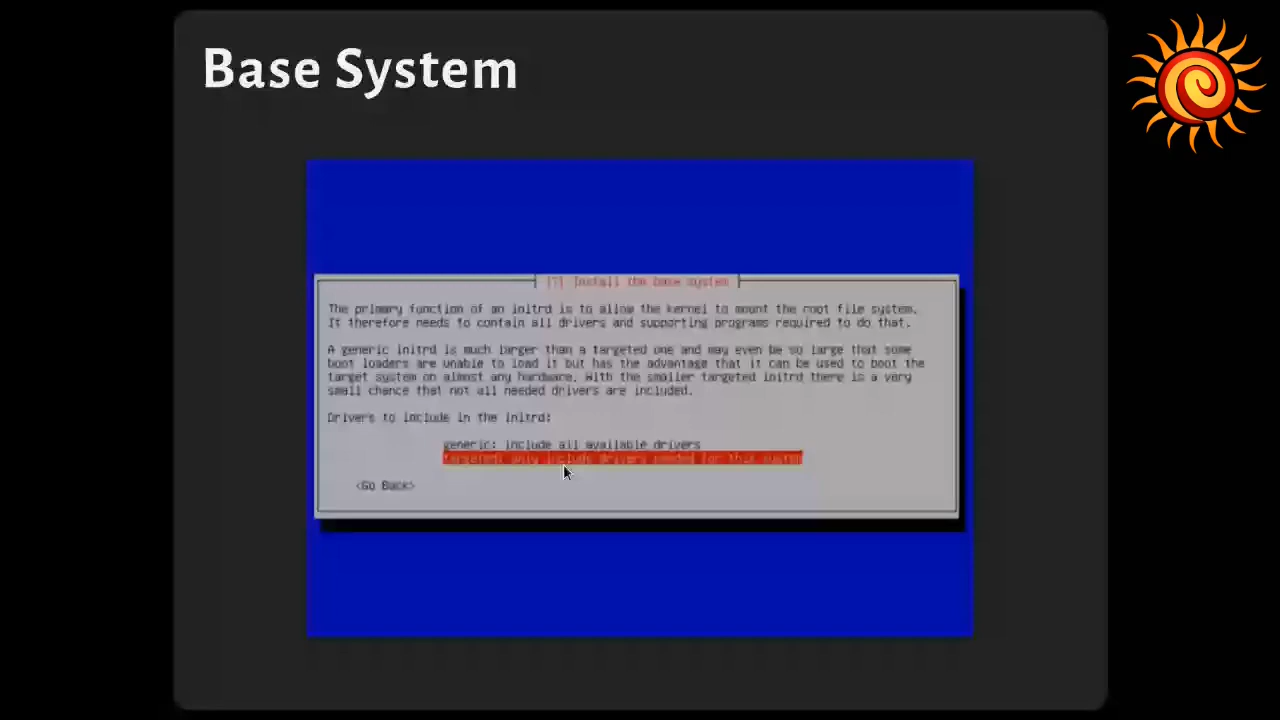 Base System
[?] Install the base system
The primary function of an initrd is to allow the kernel to mount the root file system.
It therefore needs to contain all drivers and supporting programs required to do that.
A generic initrd is much larger than a targeted one and may even be so large that some
boot loaders are unable to load it but has the advantage that it can be used to boot the
target system on almost any hardware. With the smaller targeted initrd there is a very
small chance that not all needed drivers are included.
Drivers to include in the initrd:
generic: include all available drivers
targeted: only include drivers needed for this system
<Go Back>